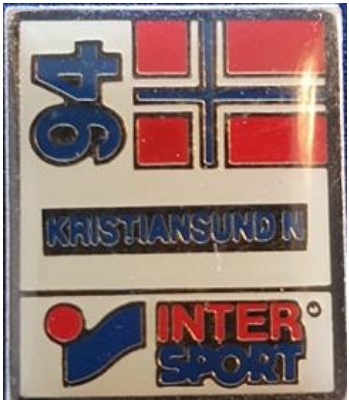 94
KRISTIANSUND N
INTER
SPORT